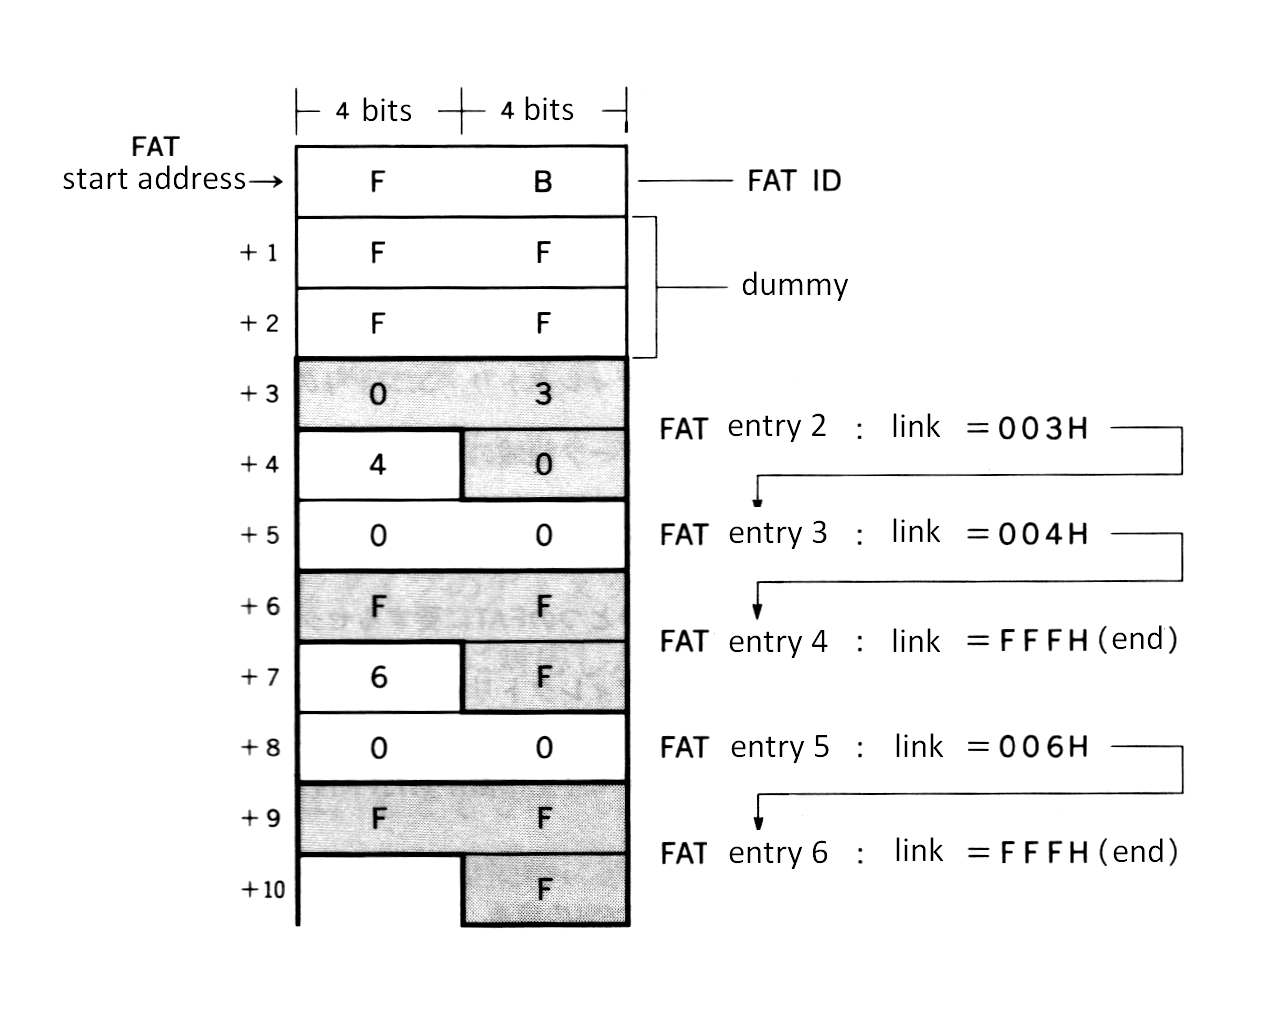 4 bits 4 bits
FAT
start address F B FAT ID
+ 1 F F
dummy
+ 2 F F
+ 3 0 3
FAT entry 2 : link = 003H
+ 4 4 0
+ 5 0 0
FAT entry 3 : link = 004H
+ 6 F F
FAT entry 4 : link = FFFH (end)
+ 7 6 F
+ 8 0 0
FAT entry 5 : link = 006H
+ 9 F F
FAT entry 6 : link = FFFH (end)
+10 F